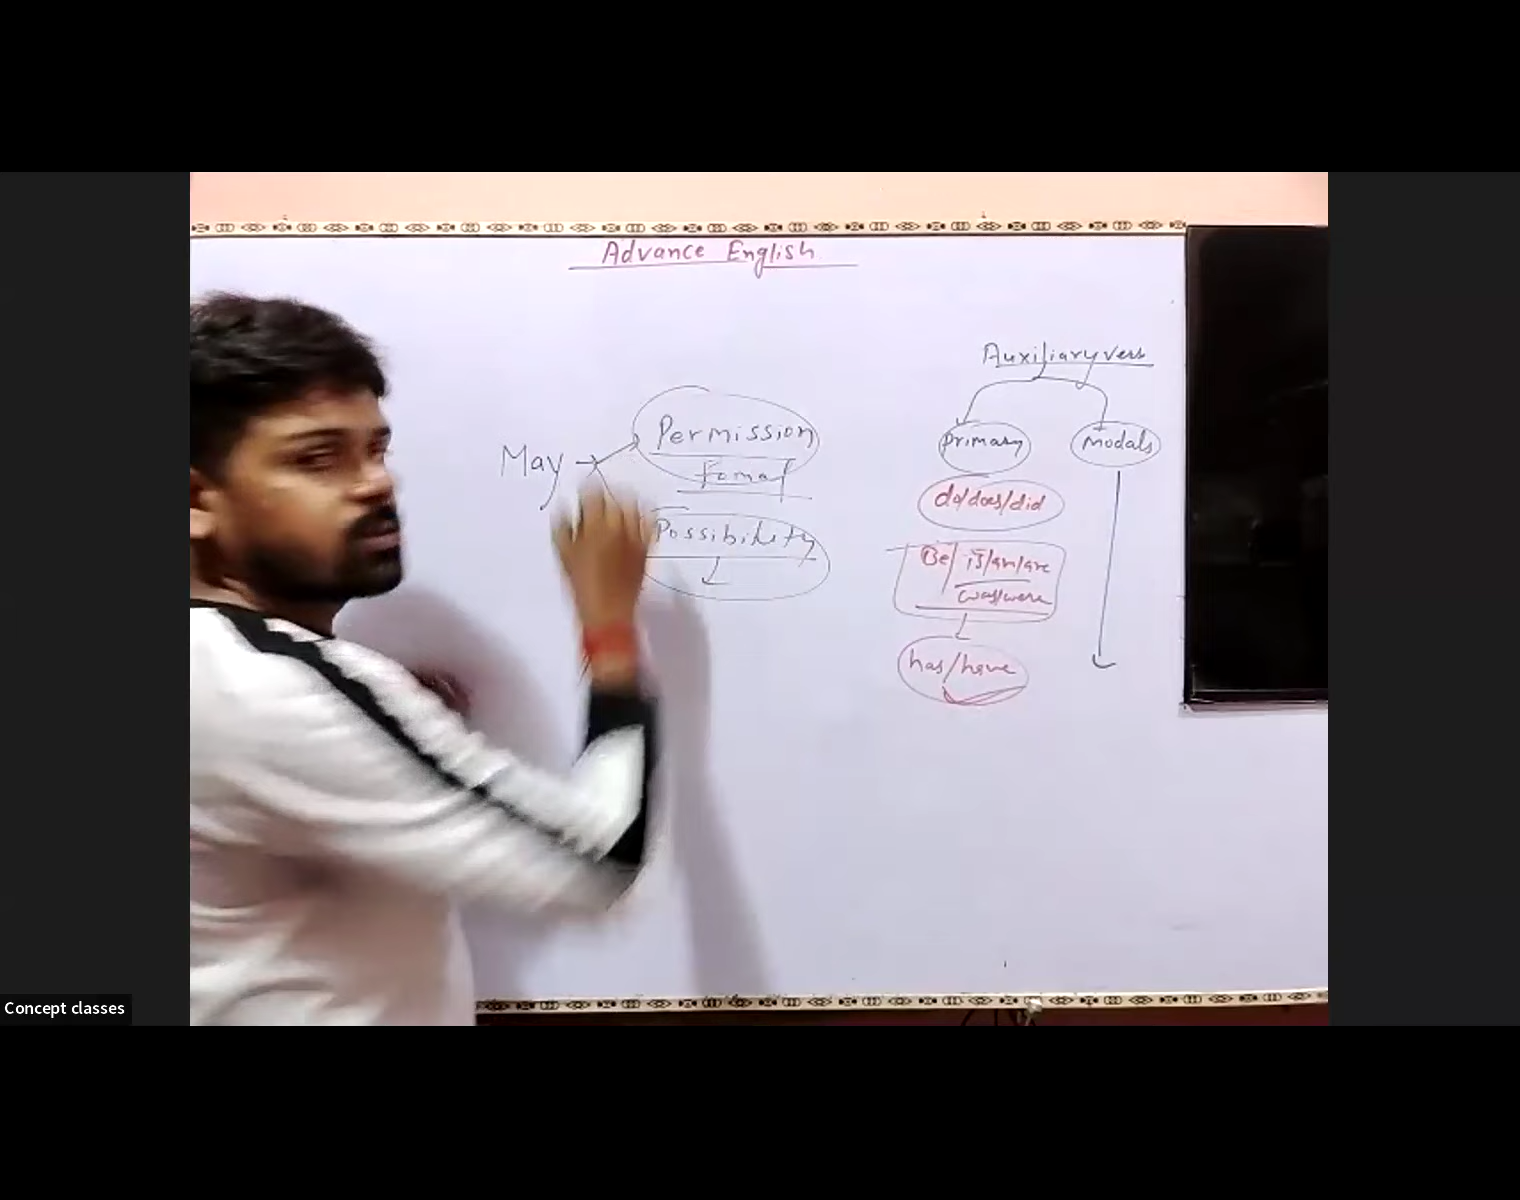 Advance English
Auxiliary verb
May
Permission
Fomal
Possibility
Primary
Modals
do/does/did
Be/ is/am/are
was/were
has/have
Concept classes